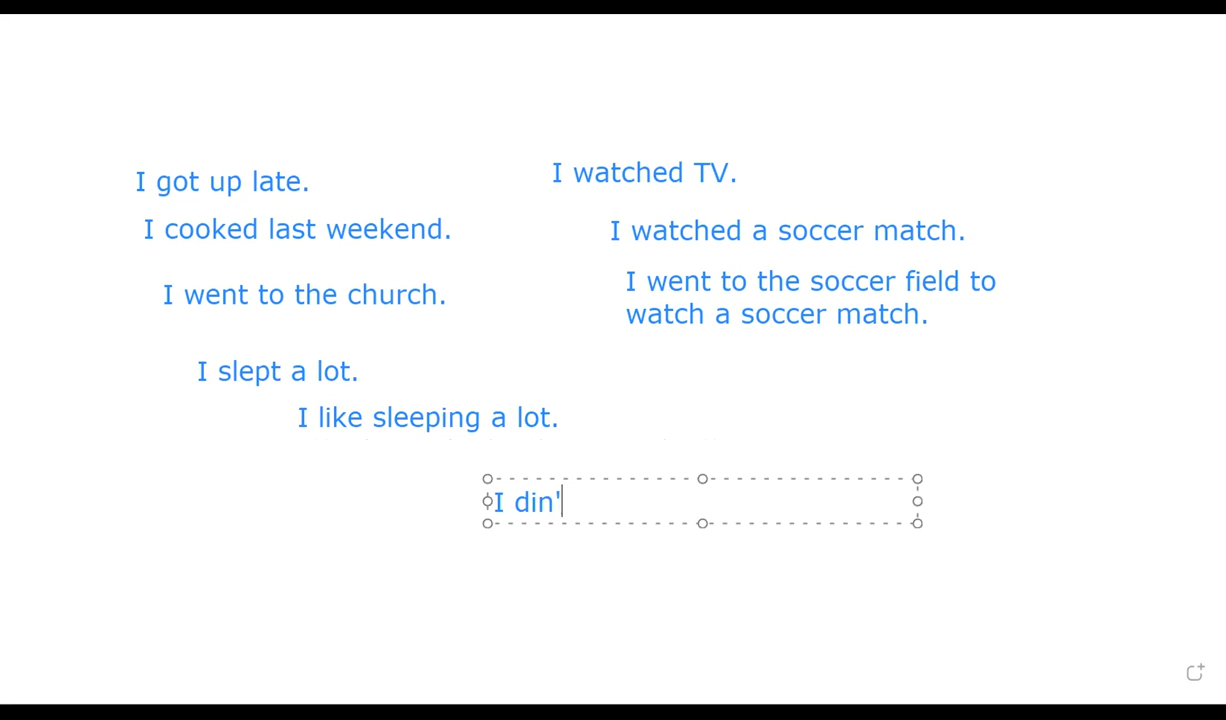 I got up late.
I cooked last weekend.
I went to the church.
I slept a lot.
I like sleeping a lot.
I watched TV.
I watched a soccer match.
I went to the soccer field to
watch a soccer match.
I din'